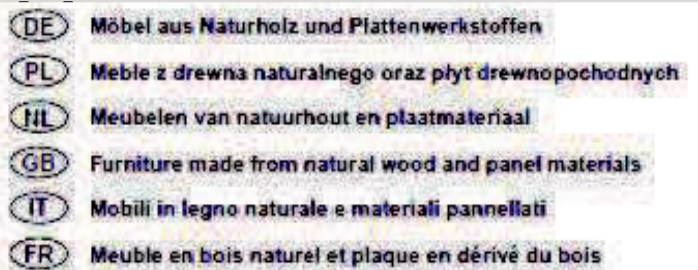 DE Möbel aus Naturholz und Plattenwerkstoffen
PL Meble z drewna naturalnego oraz płyt drewnopochodnych
NL Meubelen van natuurhout en plaatmateriaal
GB Furniture made from natural wood and panel materials
IT Mobili in legno naturale e materiali pannellati
FR Meuble en bois naturel et plaque en dérivé du bois